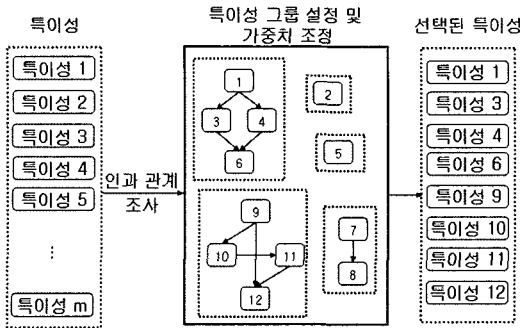 특이성
특이성 1
특이성 2
특이성 3
특이성 4
특이성 5
⋮
특이성 m
인과 관계
조사
특이성 그룹 설정 및
가중치 조정
1
3
4
6
2
5
9
10
11
12
7
8
선택된 특이성
특이성 1
특이성 3
특이성 4
특이성 6
특이성 9
특이성 10
특이성 11
특이성 12